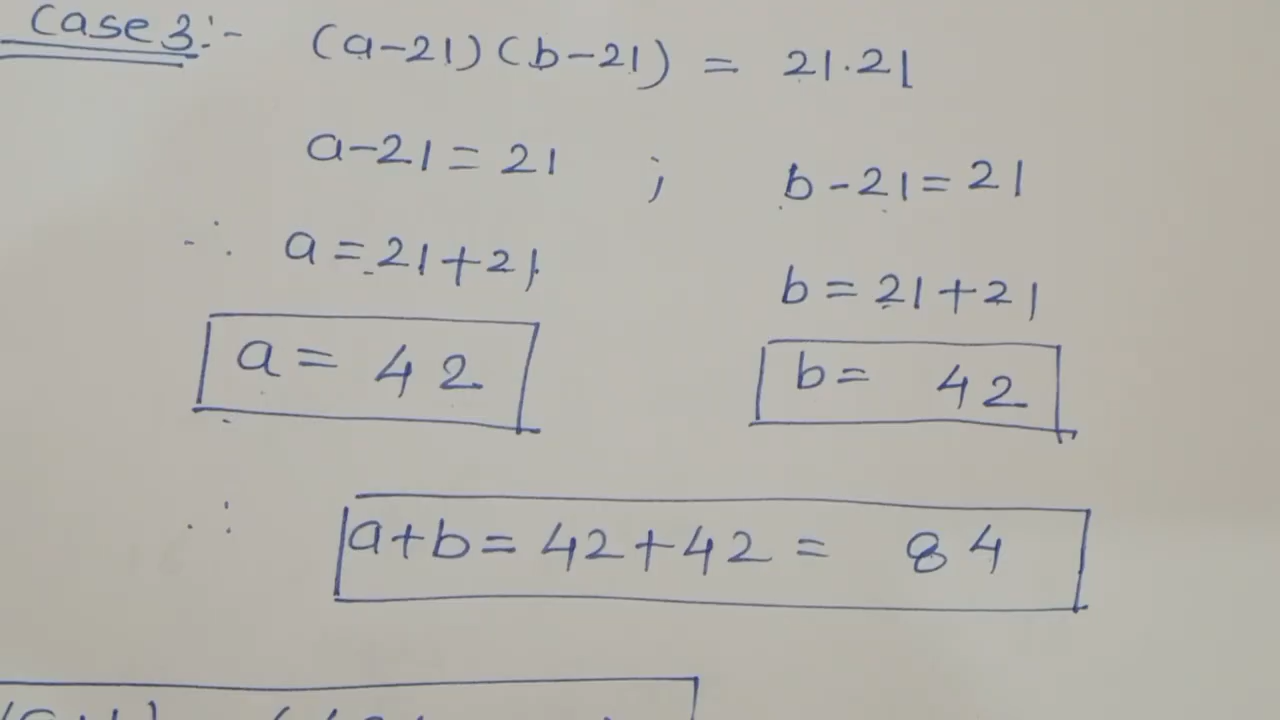 Case 3:- (a-21)(b-21) = 21.21
a-21=21 ; b-21=21
∴ a=21+21 b=21+21
a= 42 b= 42
∴ a+b=42+42= 84